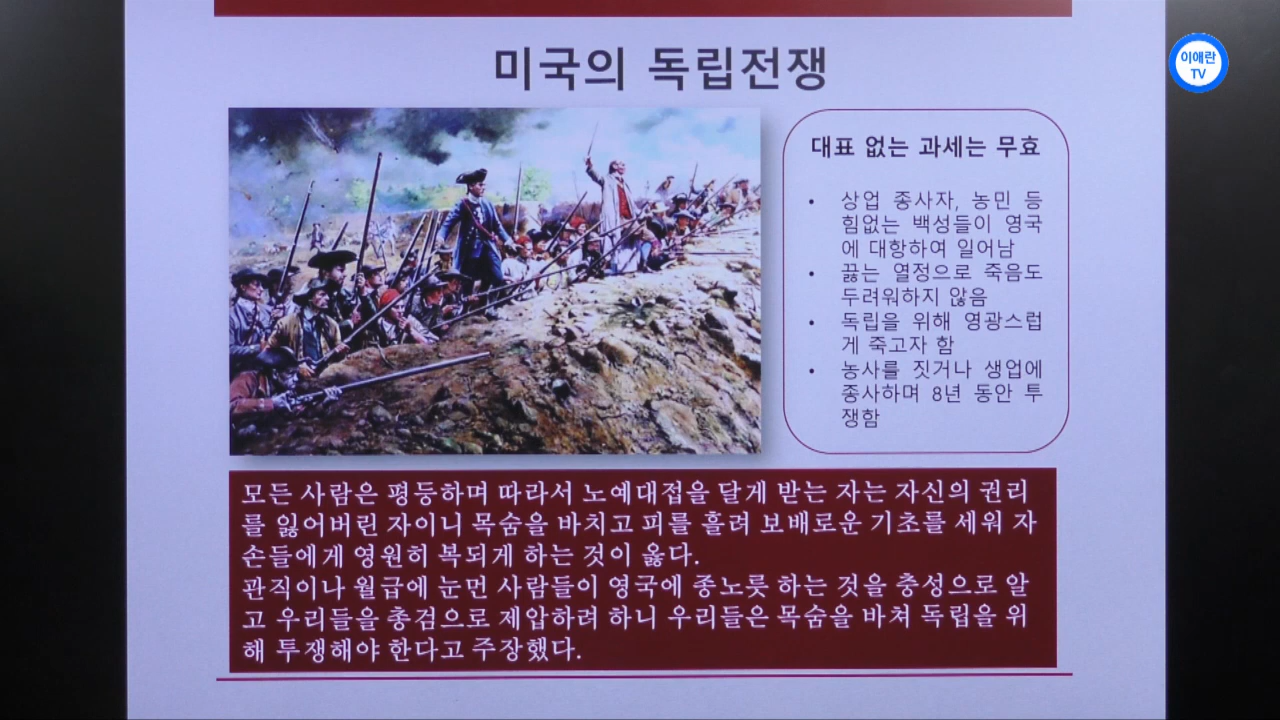 미국의 독립전쟁
이애란
TV
대표 없는 과세는 무효
• 상업 종사자, 농민 등
힘없는 백성들이 영국
에 대항하여 일어남
• 끓는 열정으로 죽음도
두려워하지 않음
• 독립을 위해 영광스럽
게 죽고자 함
• 농사를 짓거나 생업에
종사하며 8년 동안 투
쟁함
모든 사람은 평등하며 따라서 노예대접을 달게 받는 자는 자신의 권리
를 잃어버린 자이니 목숨을 바치고 피를 흘려 보배로운 기초를 세워 자
손들에게 영원히 복되게 하는 것이 옳다.
관직이나 월급에 눈먼 사람들이 영국에 종노릇 하는 것을 충성으로 알
고 우리들을 총검으로 제압하려 하니 우리들은 목숨을 바쳐 독립을 위
해 투쟁해야 한다고 주장했다.